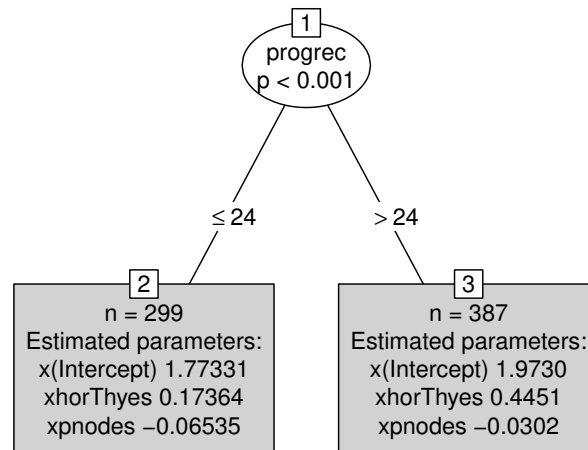 1
progrec
p < 0.001
≤ 24
> 24
2
n = 299
Estimated parameters:
x(Intercept) 1.77331
xhorThyes 0.17364
xpnodes −0.06535
3
n = 387
Estimated parameters:
x(Intercept) 1.9730
xhorThyes 0.4451
xpnodes −0.0302